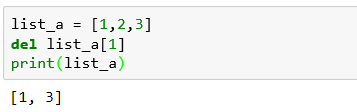 list_a = [1,2,3]
del list_a[1]
print(list_a)
[1, 3]